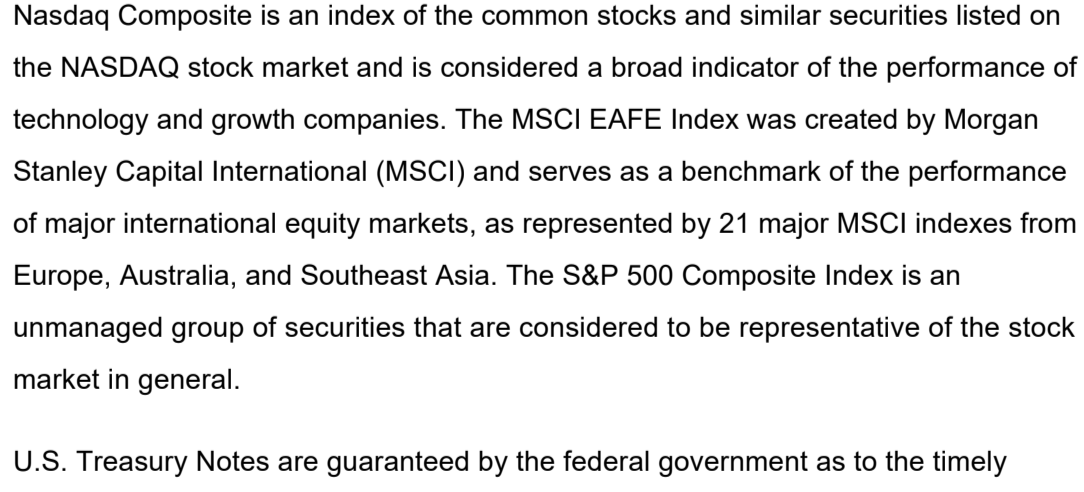 Nasdaq Composite is an index of the common stocks and similar securities listed on
the NASDAQ stock market and is considered a broad indicator of the performance of
technology and growth companies. The MSCI EAFE Index was created by Morgan
Stanley Capital International (MSCI) and serves as a benchmark of the performance
of major international equity markets, as represented by 21 major MSCI indexes from
Europe, Australia, and Southeast Asia. The S&P 500 Composite Index is an
unmanaged group of securities that are considered to be representative of the stock
market in general.
U.S. Treasury Notes are guaranteed by the federal government as to the timely